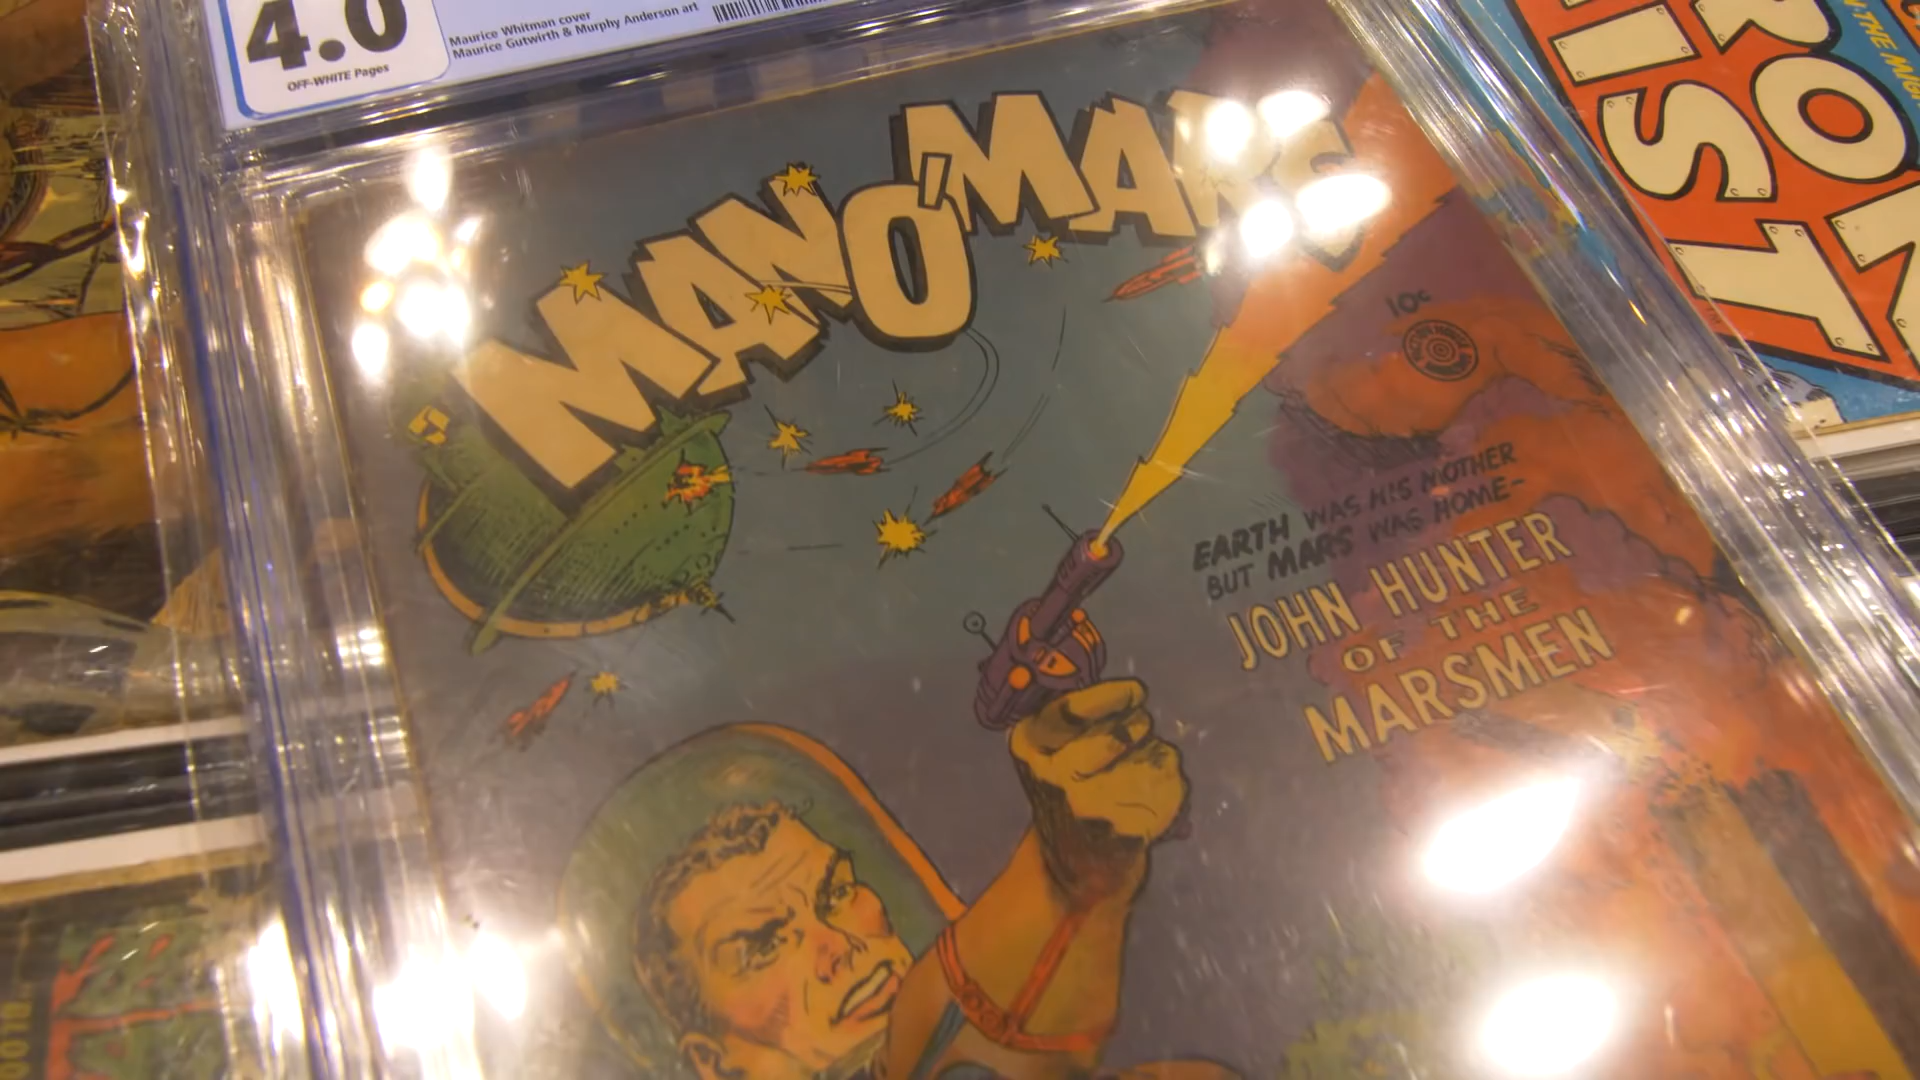 4.0
OFF-WHITE Pages
Maurice Whitman cover
Maurice Gutwirth & Murphy Anderson art
MAN O' MARS
10¢
EARTH WAS HIS MOTHER
BUT MARS WAS HOME-
JOHN HUNTER
OF THE
MARSMEN